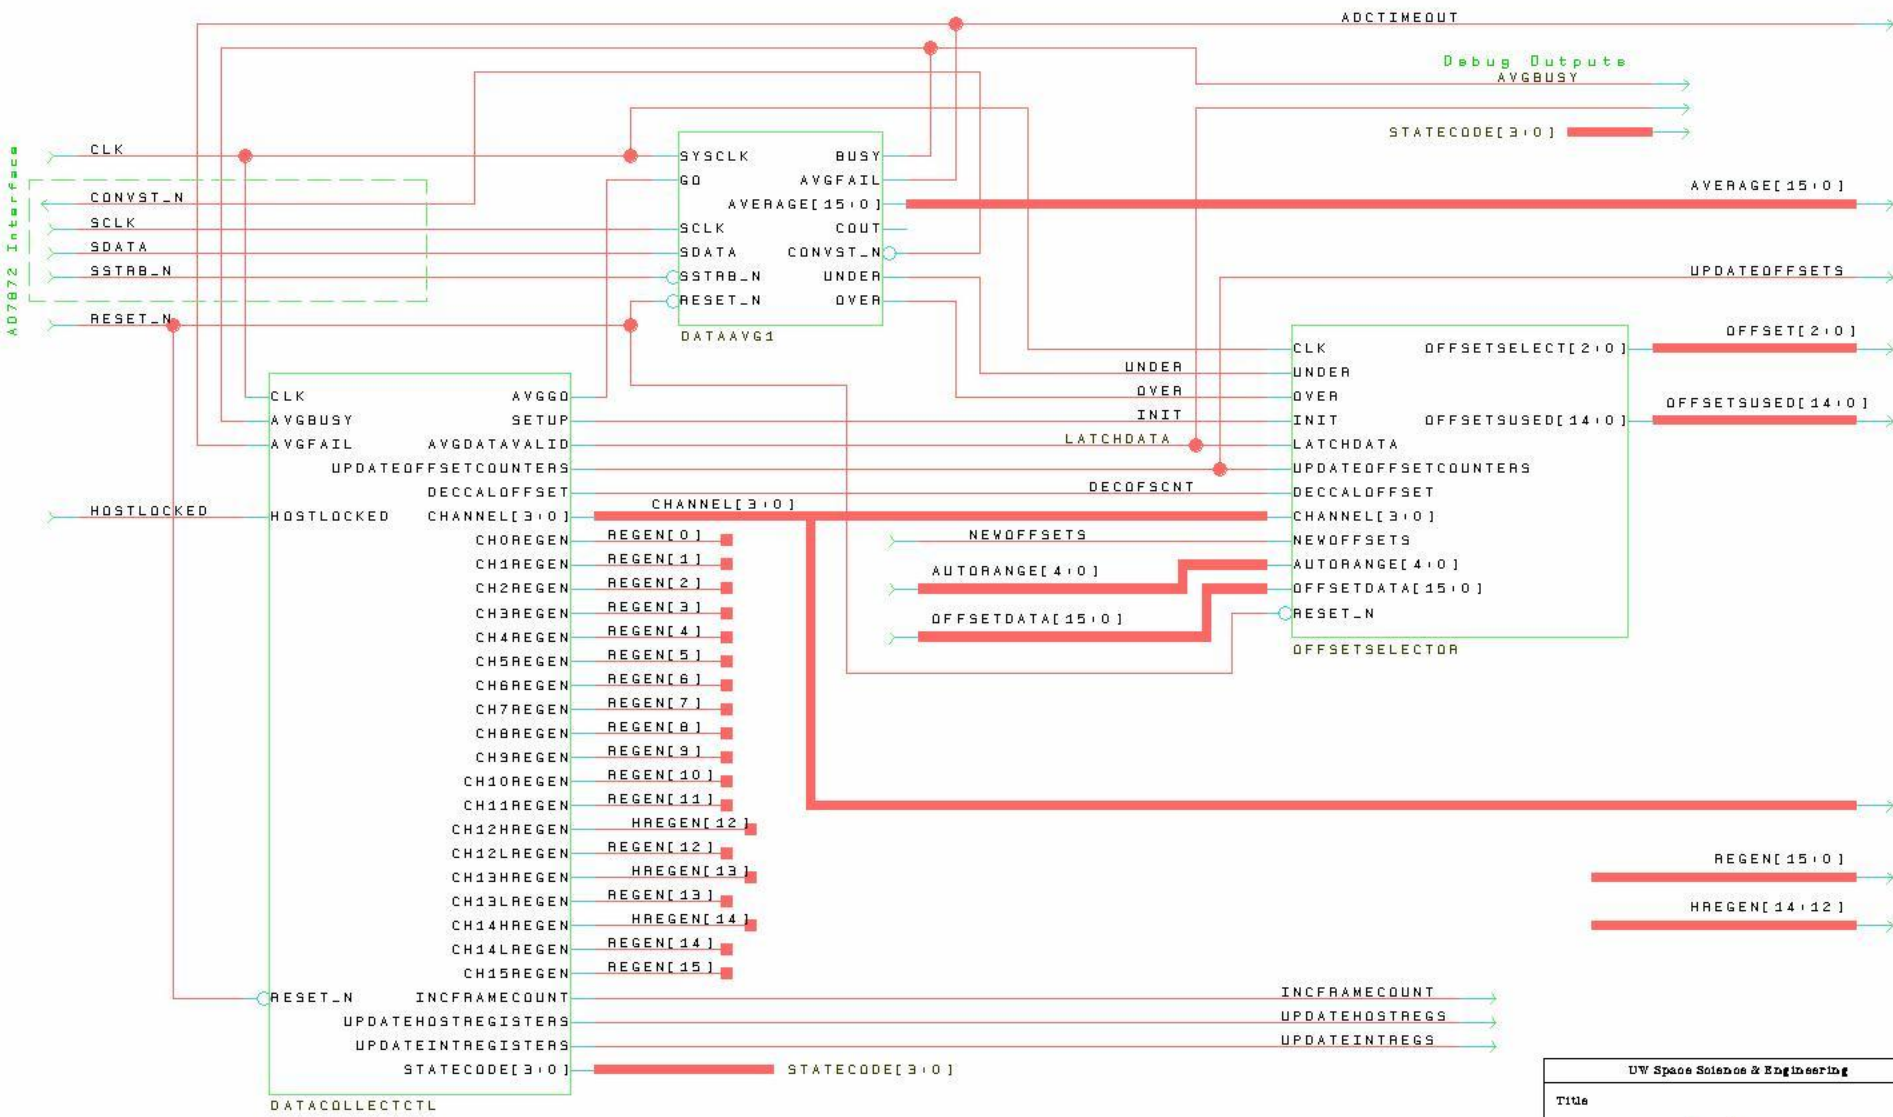 ADCTIMEOUT
Debug Outputs
AVGBUSY
STATECODE[3:0]
AD7872 Interface
CLK
CONVST_N
SCLK
SDATA
SSTRB_N
RESET_N
SYSCLK BUSY
GO AVGFAIL
AVERAGE[15:0]
SCLK COUT
SDATA CONVST_N
SSTRB_N UNDER
RESET_N OVER
DATAAVG1
AVERAGE[15:0]
UPDATEOFFSETS
OFFSET[2:0]
OFFSETSUSED[14:0]
UNDER
OVER
INIT
LATCHDATA
DECOFSCNT
CHANNEL[3:0]
NEWOFFSETS
AUTORANGE[4:0]
OFFSETDATA[15:0]
CLK OFFSETSELECT[2:0]
UNDER
OVER
INIT OFFSETSUSED[14:0]
LATCHDATA
UPDATEOFFSETCOUNTERS
DECCALOFFSET
CHANNEL[3:0]
NEWOFFSETS
AUTORANGE[4:0]
OFFSETDATA[15:0]
RESET_N
OFFSETSELECTOR
HOSTLOCKED
CLK AVGGO
AVGBUSY SETUP
AVGFAIL AVGDATAVALID
UPDATEOFFSETCOUNTERS
DECCALOFFSET
HOSTLOCKED CHANNEL[3:0]
CH0REGEN REGEN[0]
CH1REGEN REGEN[1]
CH2REGEN REGEN[2]
CH3REGEN REGEN[3]
CH4REGEN REGEN[4]
CH5REGEN REGEN[5]
CH6REGEN REGEN[6]
CH7REGEN REGEN[7]
CH8REGEN REGEN[8]
CH9REGEN REGEN[9]
CH10REGEN REGEN[10]
CH11REGEN REGEN[11]
CH12HREGEN HREGEN[12]
CH12LREGEN REGEN[12]
CH13HREGEN HREGEN[13]
CH13LREGEN REGEN[13]
CH14HREGEN HREGEN[14]
CH14LREGEN REGEN[14]
CH15REGEN REGEN[15]
RESET_N INCFRAMECOUNT
UPDATEHOSTREGISTERS
UPDATEINTREGISTERS
STATECODE[3:0] STATECODE[3:0]
DATACOLLECTCTL
REGEN[15:0]
HREGEN[14:12]
INCFRAMECOUNT
UPDATEHOSTREGS
UPDATEINTREGS
UW Space Science & Engineering
Title